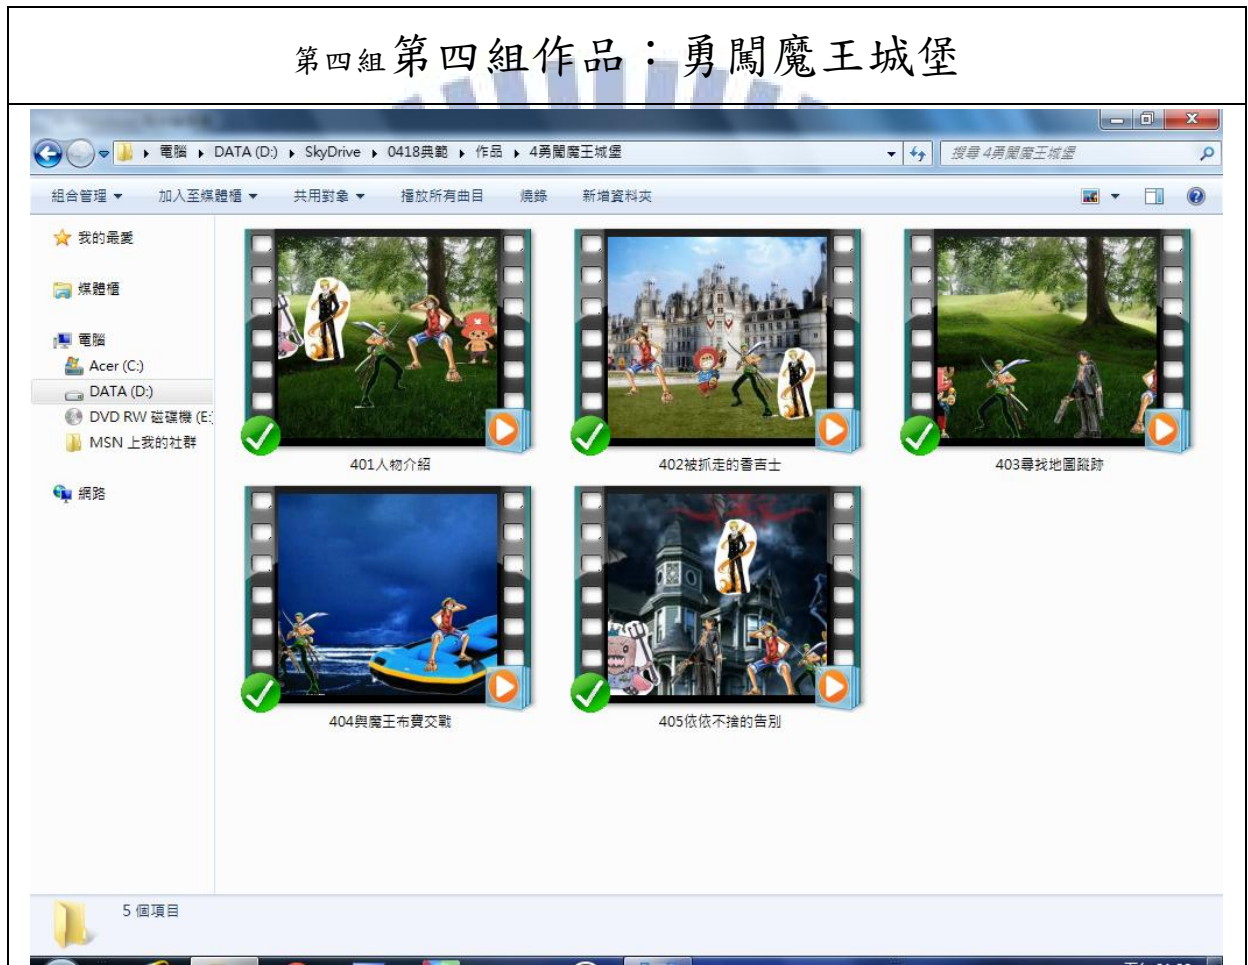 第四組第四組作品：勇闖魔王城堡
電腦 DATA (D:) SkyDrive 0418典範 作品 4勇闖魔王城堡
搜尋 4勇闖魔王城堡
組合管理 加入至媒體櫃 共用對象 播放所有曲目 燒錄 新增資料夾
我的最愛
媒體櫃
電腦
Acer (C:)
DATA (D:)
DVD RW 磁碟機 (E:
MSN 上我的社群
網路
401人物介紹
402被抓走的香吉士
403尋找地圖蹤跡
404與魔王布寶交戰
405依依不捨的告別
5 個項目